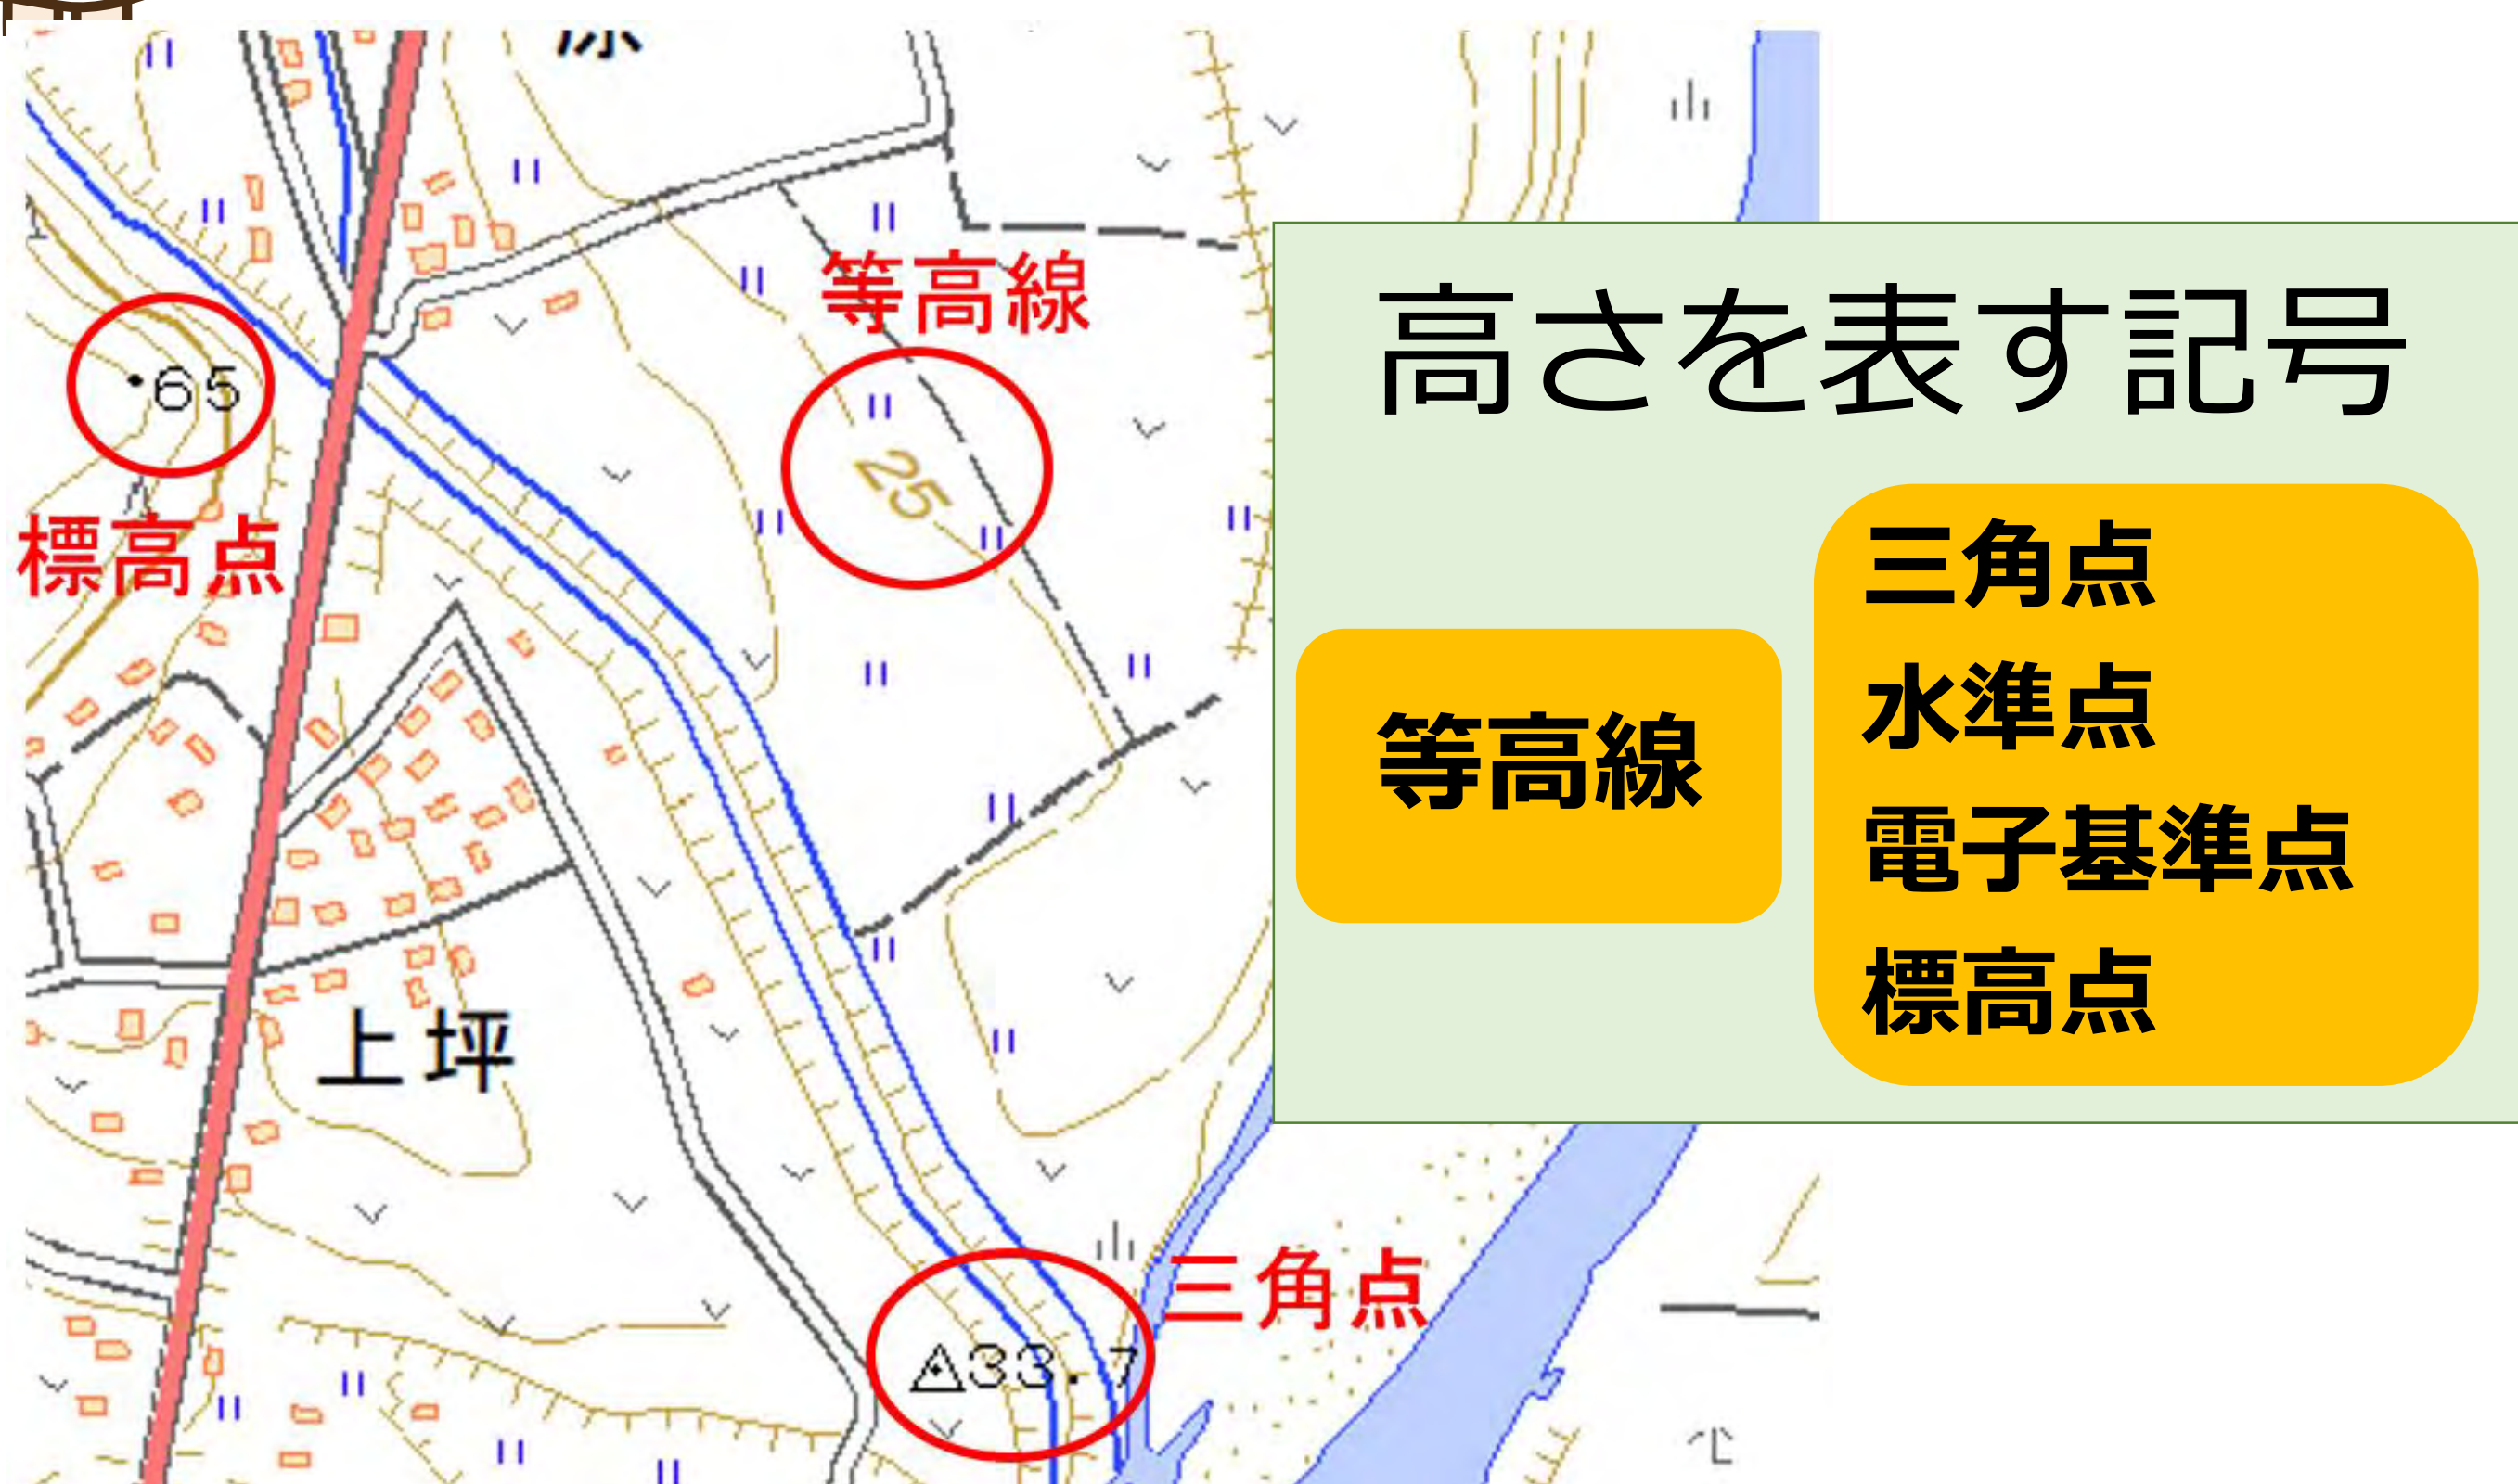 高さを表す記号
等高線
三角点
水準点
電子基準点
標高点
等高線
25
・65
標高点
上坪
三角点
33.7